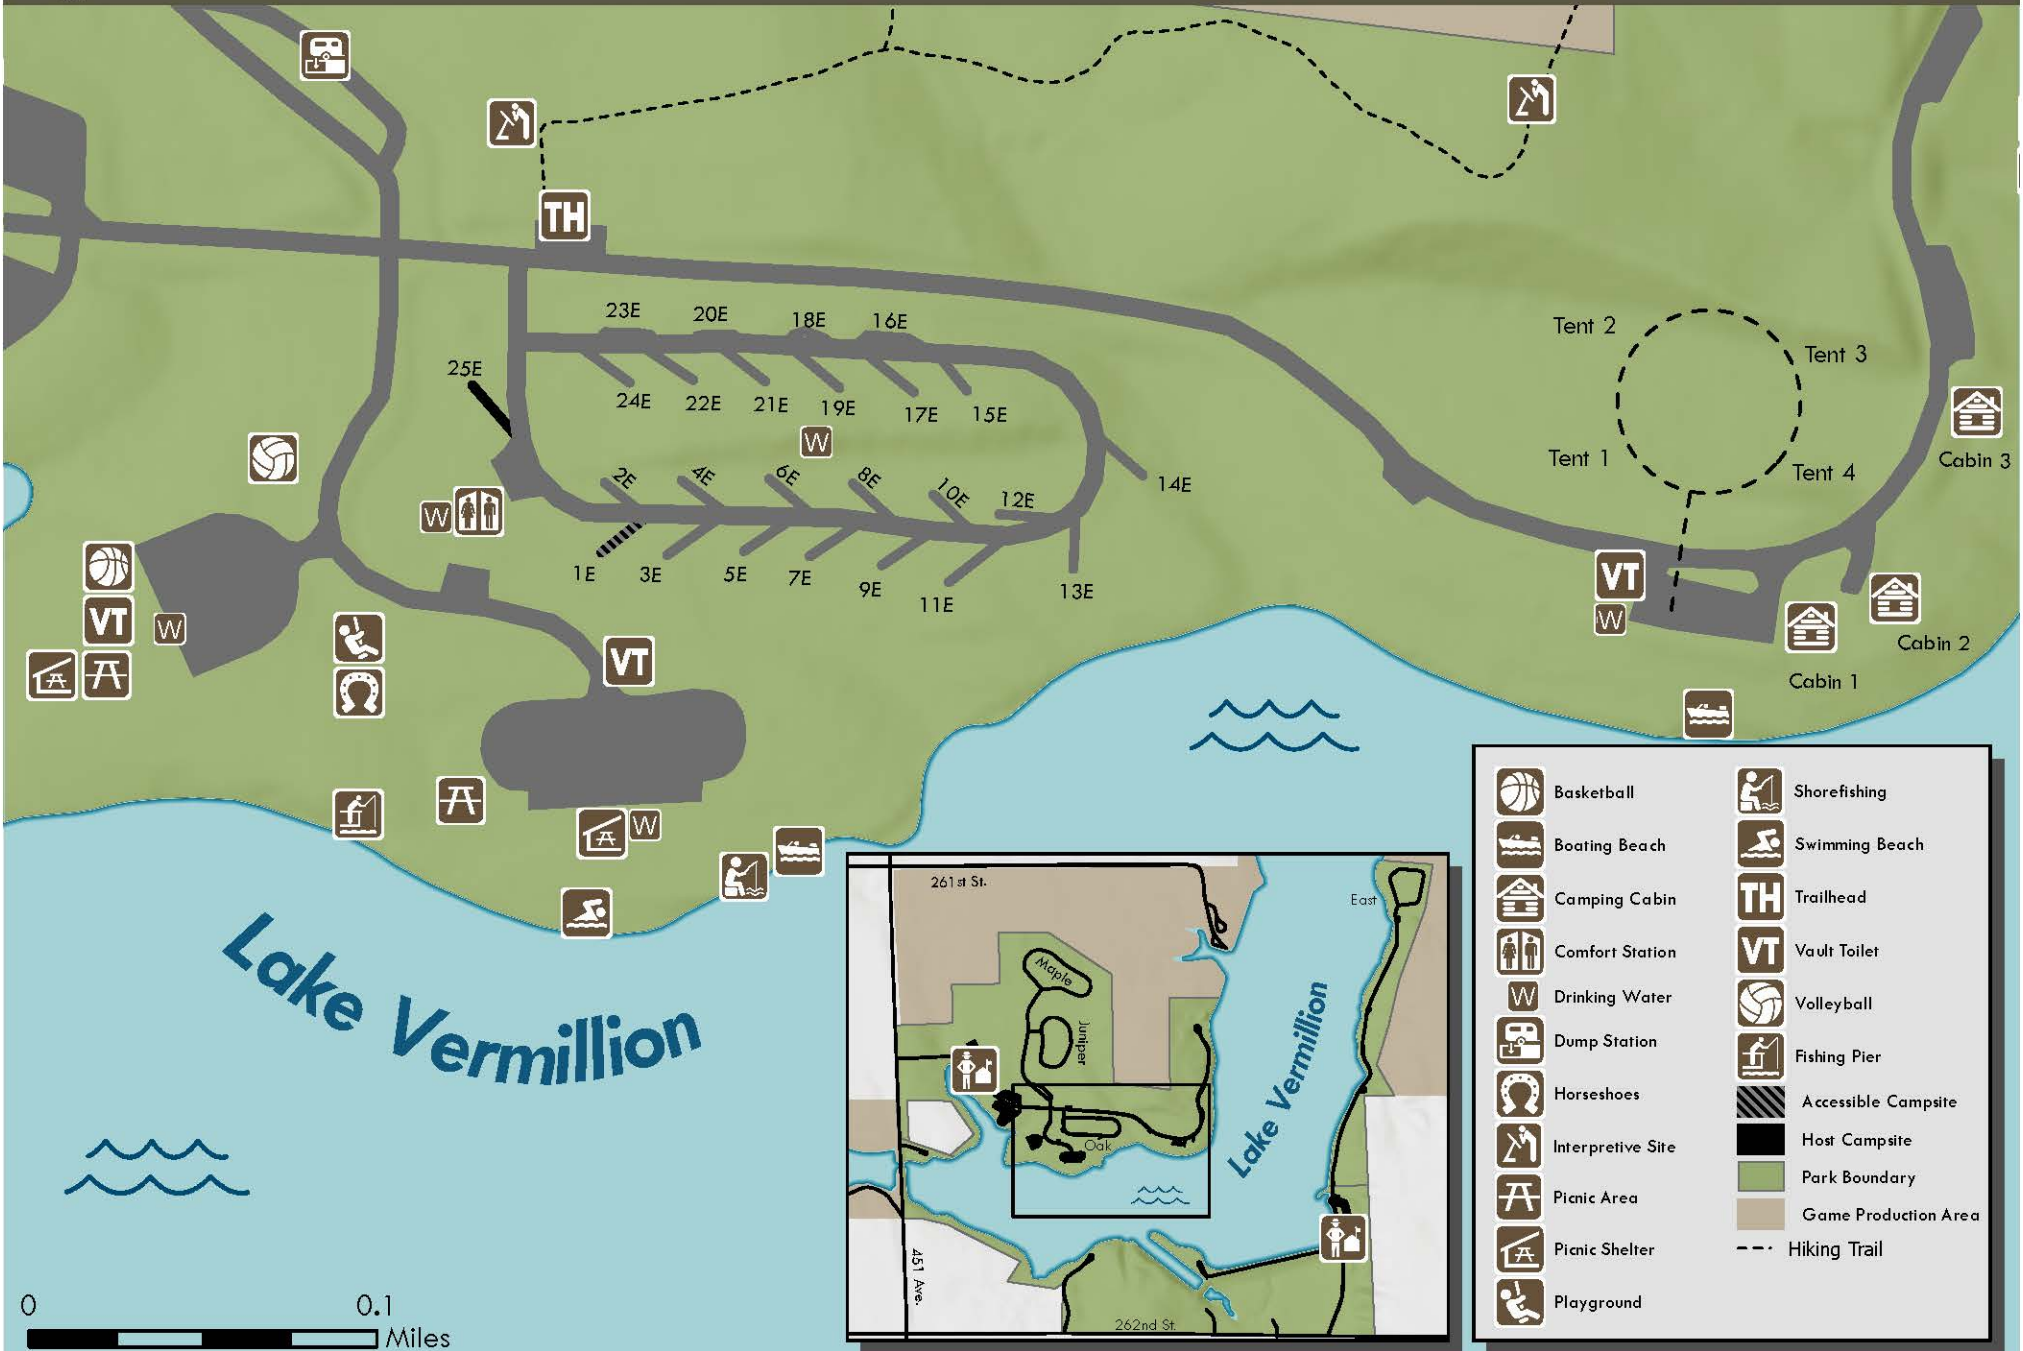 TH
23E
20E
18E
16E
25E
24E
22E
21E
19E
17E
15E
W
2E
4E
6E
8E
10E
12E
14E
W
1E
3E
5E
7E
9E
11E
13E
Tent 2
Tent 3
Tent 1
Tent 4
Cabin 3
VT
W
Cabin 2
Cabin 1
VT
W
VT
W
Lake Vermillion
0
0.1
Miles
261st St.
East
Maple
Juniper
Oak
Lake Vermillion
451 Ave.
262nd St.
Basketball
Boating Beach
Camping Cabin
Comfort Station
W Drinking Water
Dump Station
Horseshoes
Interpretive Site
Picnic Area
Picnic Shelter
Playground
Shorefishing
Swimming Beach
TH Trailhead
VT Vault Toilet
Volleyball
Fishing Pier
Accessible Campsite
Host Campsite
Park Boundary
Game Production Area
Hiking Trail